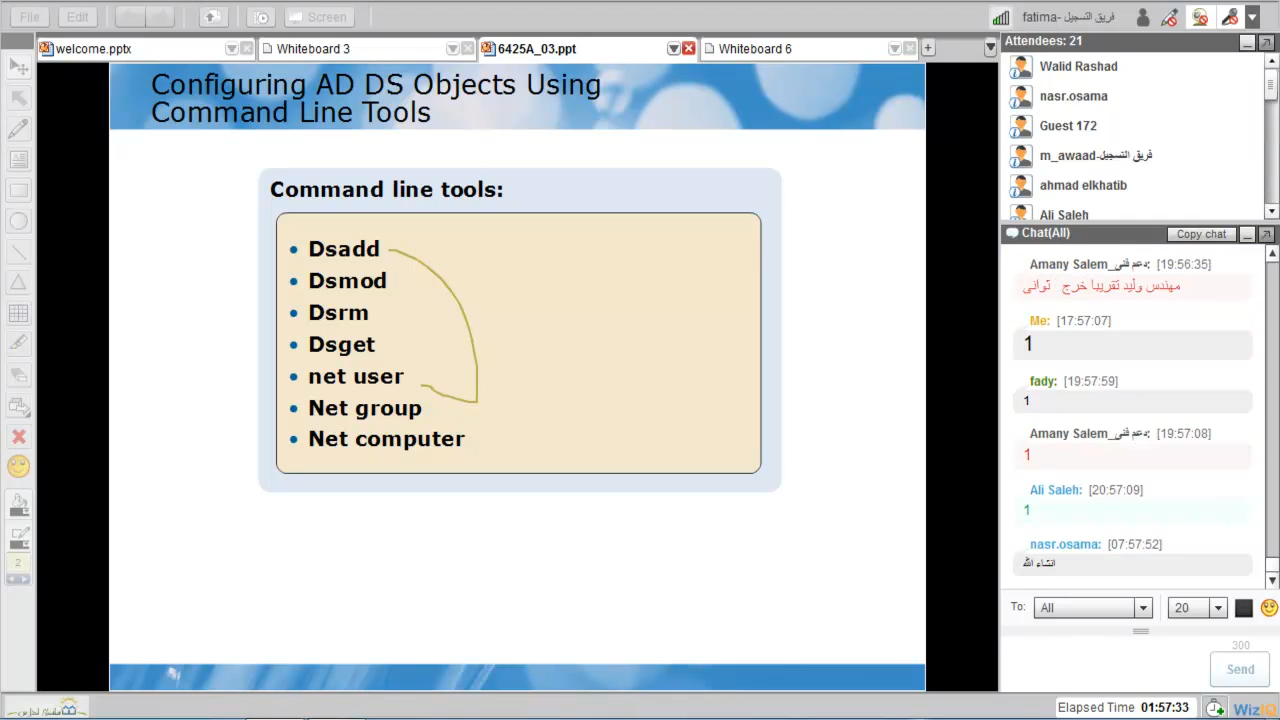 File
Edit
Screen
fatima- فريق التسجيل
welcome.pptx
Whiteboard 3
6425A_03.ppt
Whiteboard 6
Attendees: 21
Walid Rashad
nasr.osama
Guest 172
m_awaad-فريق التسجيل
ahmad elkhatib
Ali Saleh
Configuring AD DS Objects Using
Command Line Tools
Command line tools:
• Dsadd
• Dsmod
• Dsrm
• Dsget
• net user
• Net group
• Net computer
Chat(All)
Copy chat
Amany Salem_دعم فنى: [19:56:35]
مهندس وليد تقريبا خرج ثوانى
Me: [17:57:07]
1
fady: [19:57:59]
1
Amany Salem_دعم فنى: [19:57:08]
1
Ali Saleh: [20:57:09]
1
nasr.osama: [07:57:52]
انشاء الله
To:
All
20
300
Send
2
Elapsed Time 01:57:33
WizIQ